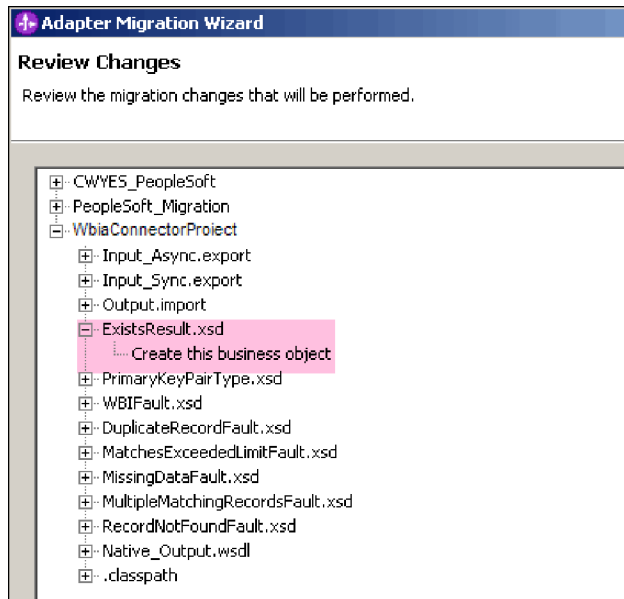 Adapter Migration Wizard
Review Changes
Review the migration changes that will be performed.
CWYES_PeopleSoft
PeopleSoft_Migration
WbiaConnectorProject
Input_Async.export
Input_Sync.export
Output.import
ExistsResult.xsd
Create this business object
PrimaryKeyPairType.xsd
WBIFault.xsd
DuplicateRecordFault.xsd
MatchesExceededLimitFault.xsd
MissingDataFault.xsd
MultipleMatchingRecordsFault.xsd
RecordNotFoundFault.xsd
Native_Output.wsdl
.classpath